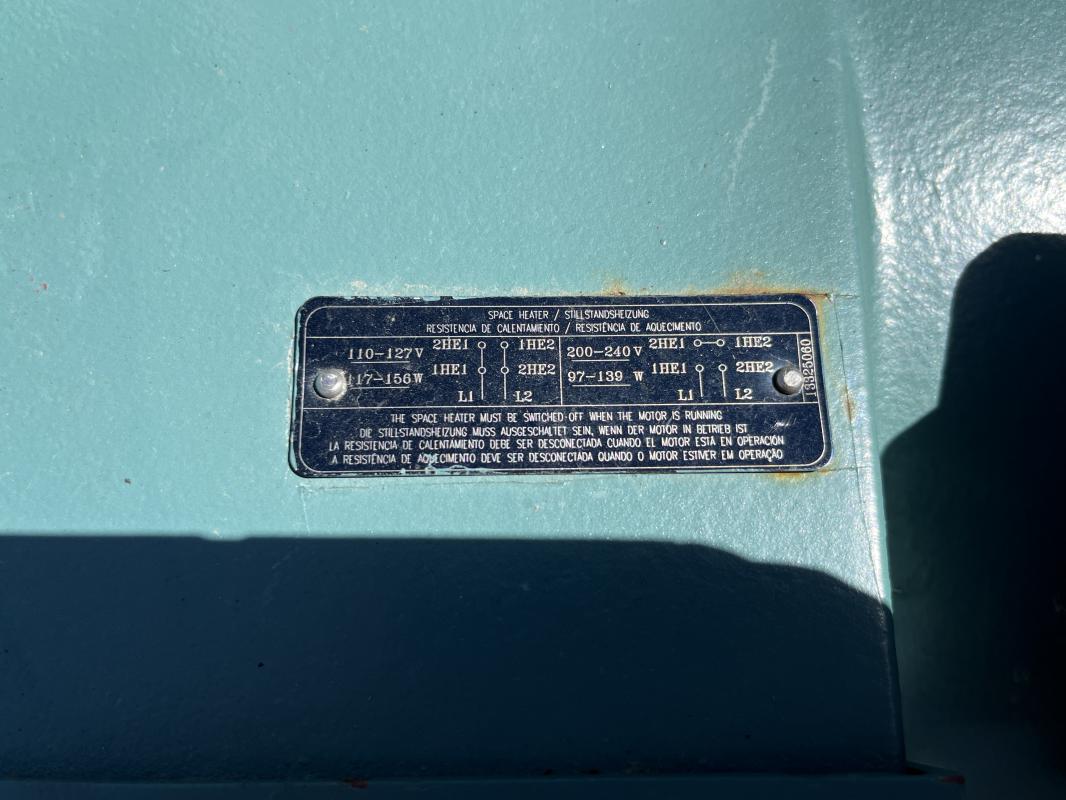 SPACE HEATER / STILLSTANDSHEIZUNG
RESISTENCIA DE CALENTAMIENTO / RESISTÊNCIA DE AQUECIMENTO
110-127V 2HE1 1HE2
117-156W 1HE1 2HE2
L1 L2
200-240V 2HE1 1HE2
97-139 W 1HE1 2HE2
L1 L2
13325060
THE SPACE HEATER MUST BE SWITCHED OFF WHEN THE MOTOR IS RUNNING
DIE STILLSTANDSHEIZUNG MUSS AUSGESCHALTET SEIN, WENN DER MOTOR IN BETRIEB IST
LA RESISTENCIA DE CALENTAMIENTO DEBE SER DESCONECTADA CUANDO EL MOTOR ESTÁ EN OPERACIÓN
A RESISTÊNCIA DE AQUECIMENTO DEVE SER DESCONECTADA QUANDO O MOTOR ESTIVER EM OPERAÇÃO